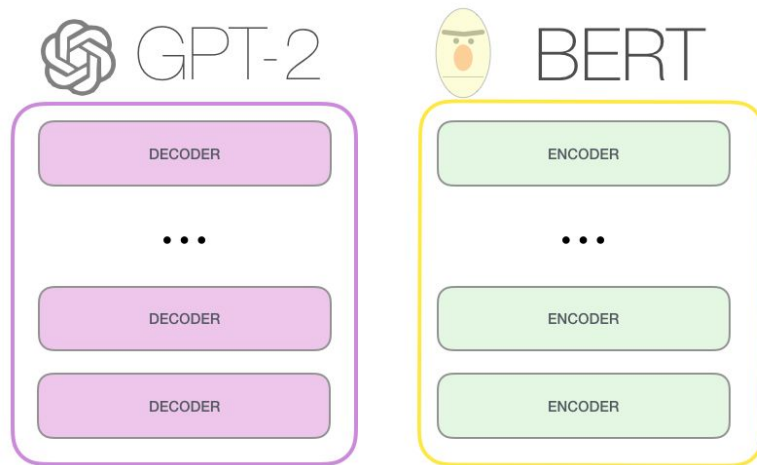 GPT-2
DECODER
...
DECODER
DECODER
BERT
ENCODER
...
ENCODER
ENCODER